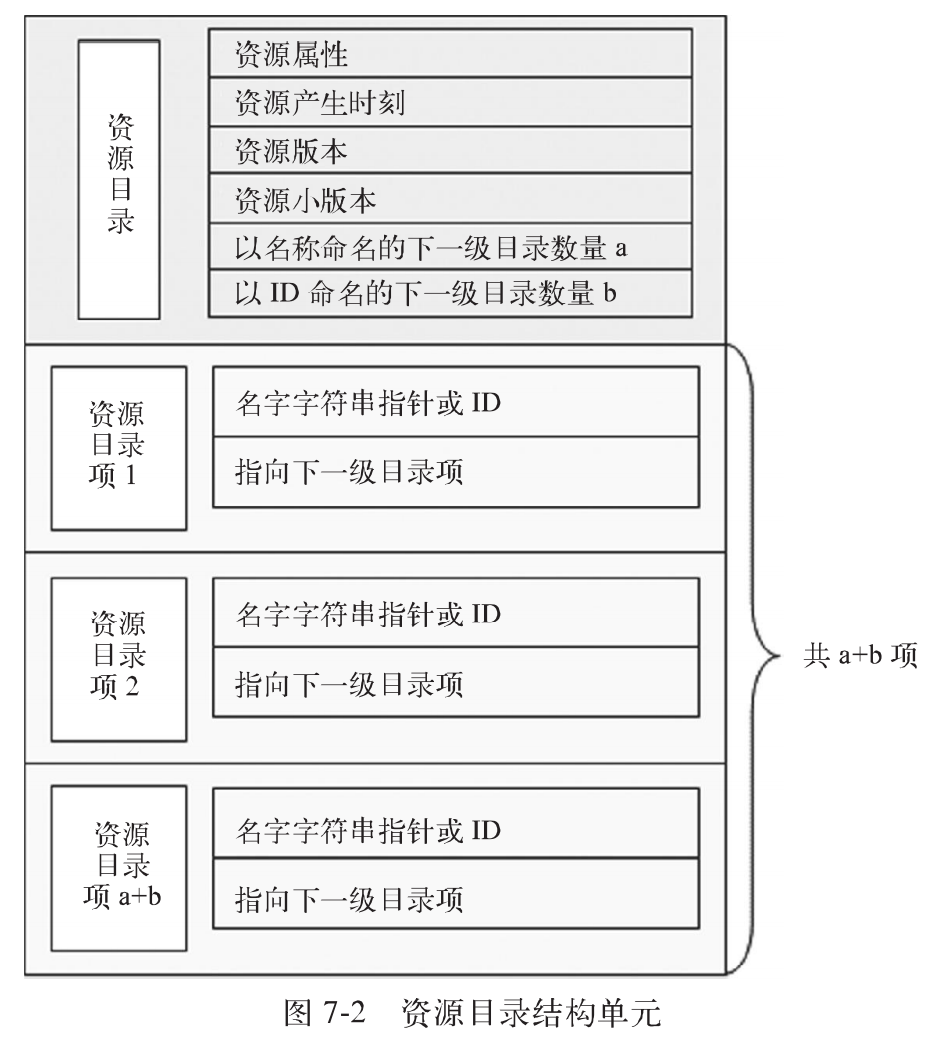 资源目录
资源属性
资源产生时刻
资源版本
资源小版本
以名称命名的下一级目录数量 a
以 ID 命名的下一级目录数量 b
资源
目录
项 1
名字字符串指针或 ID
指向下一级目录项
资源
目录
项 2
名字字符串指针或 ID
指向下一级目录项
共 a+b 项
资源
目录
项 a+b
名字字符串指针或 ID
指向下一级目录项
图 7-2 资源目录结构单元